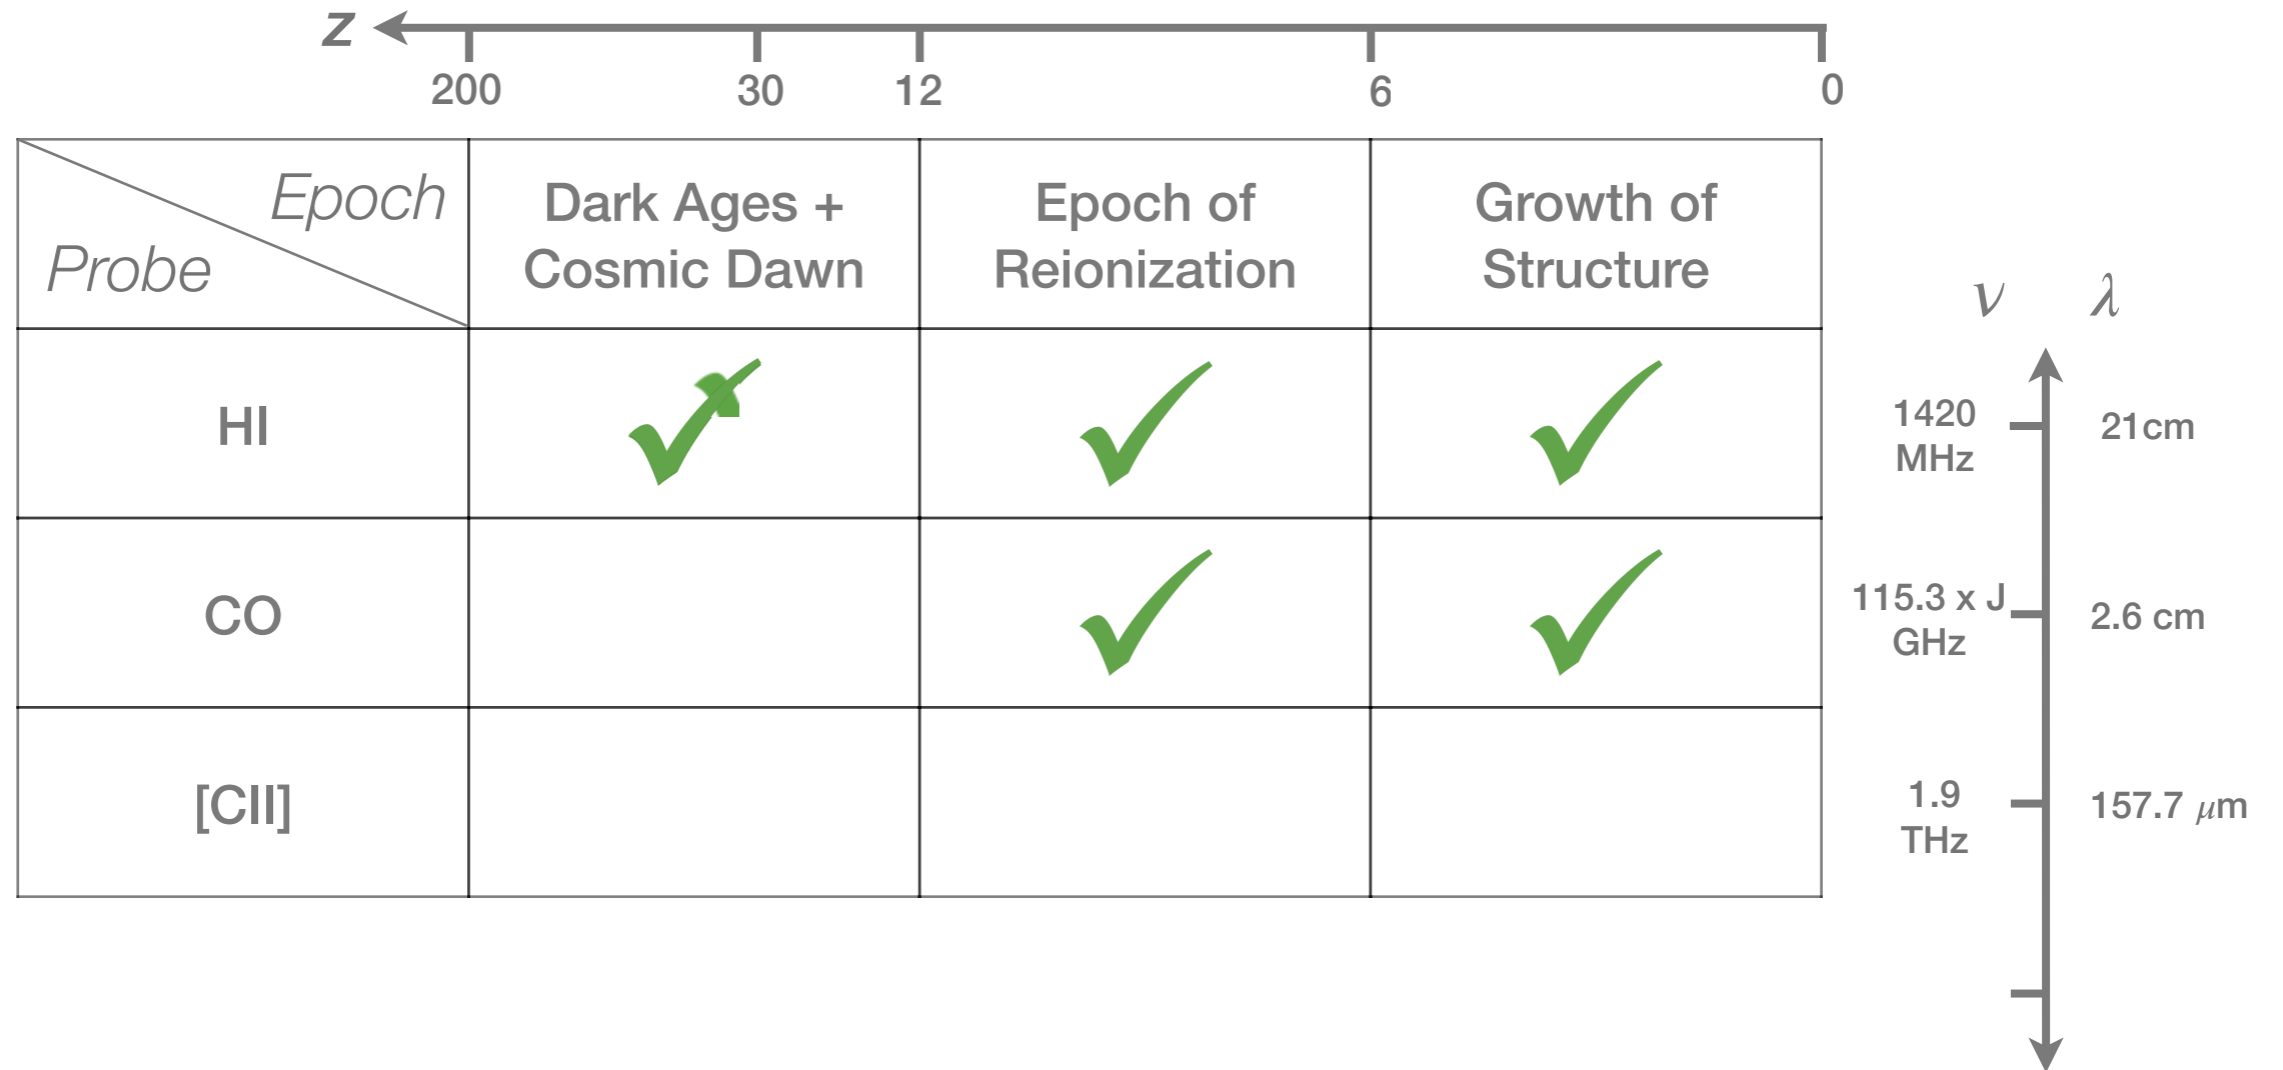 z
200 30 12 6 0
Epoch
Probe
Dark Ages +
Cosmic Dawn
Epoch of
Reionization
Growth of
Structure
ν λ
HI
1420
MHz
21cm
CO
115.3 x J
GHz
2.6 cm
[CII]
1.9
THz
157.7 μm